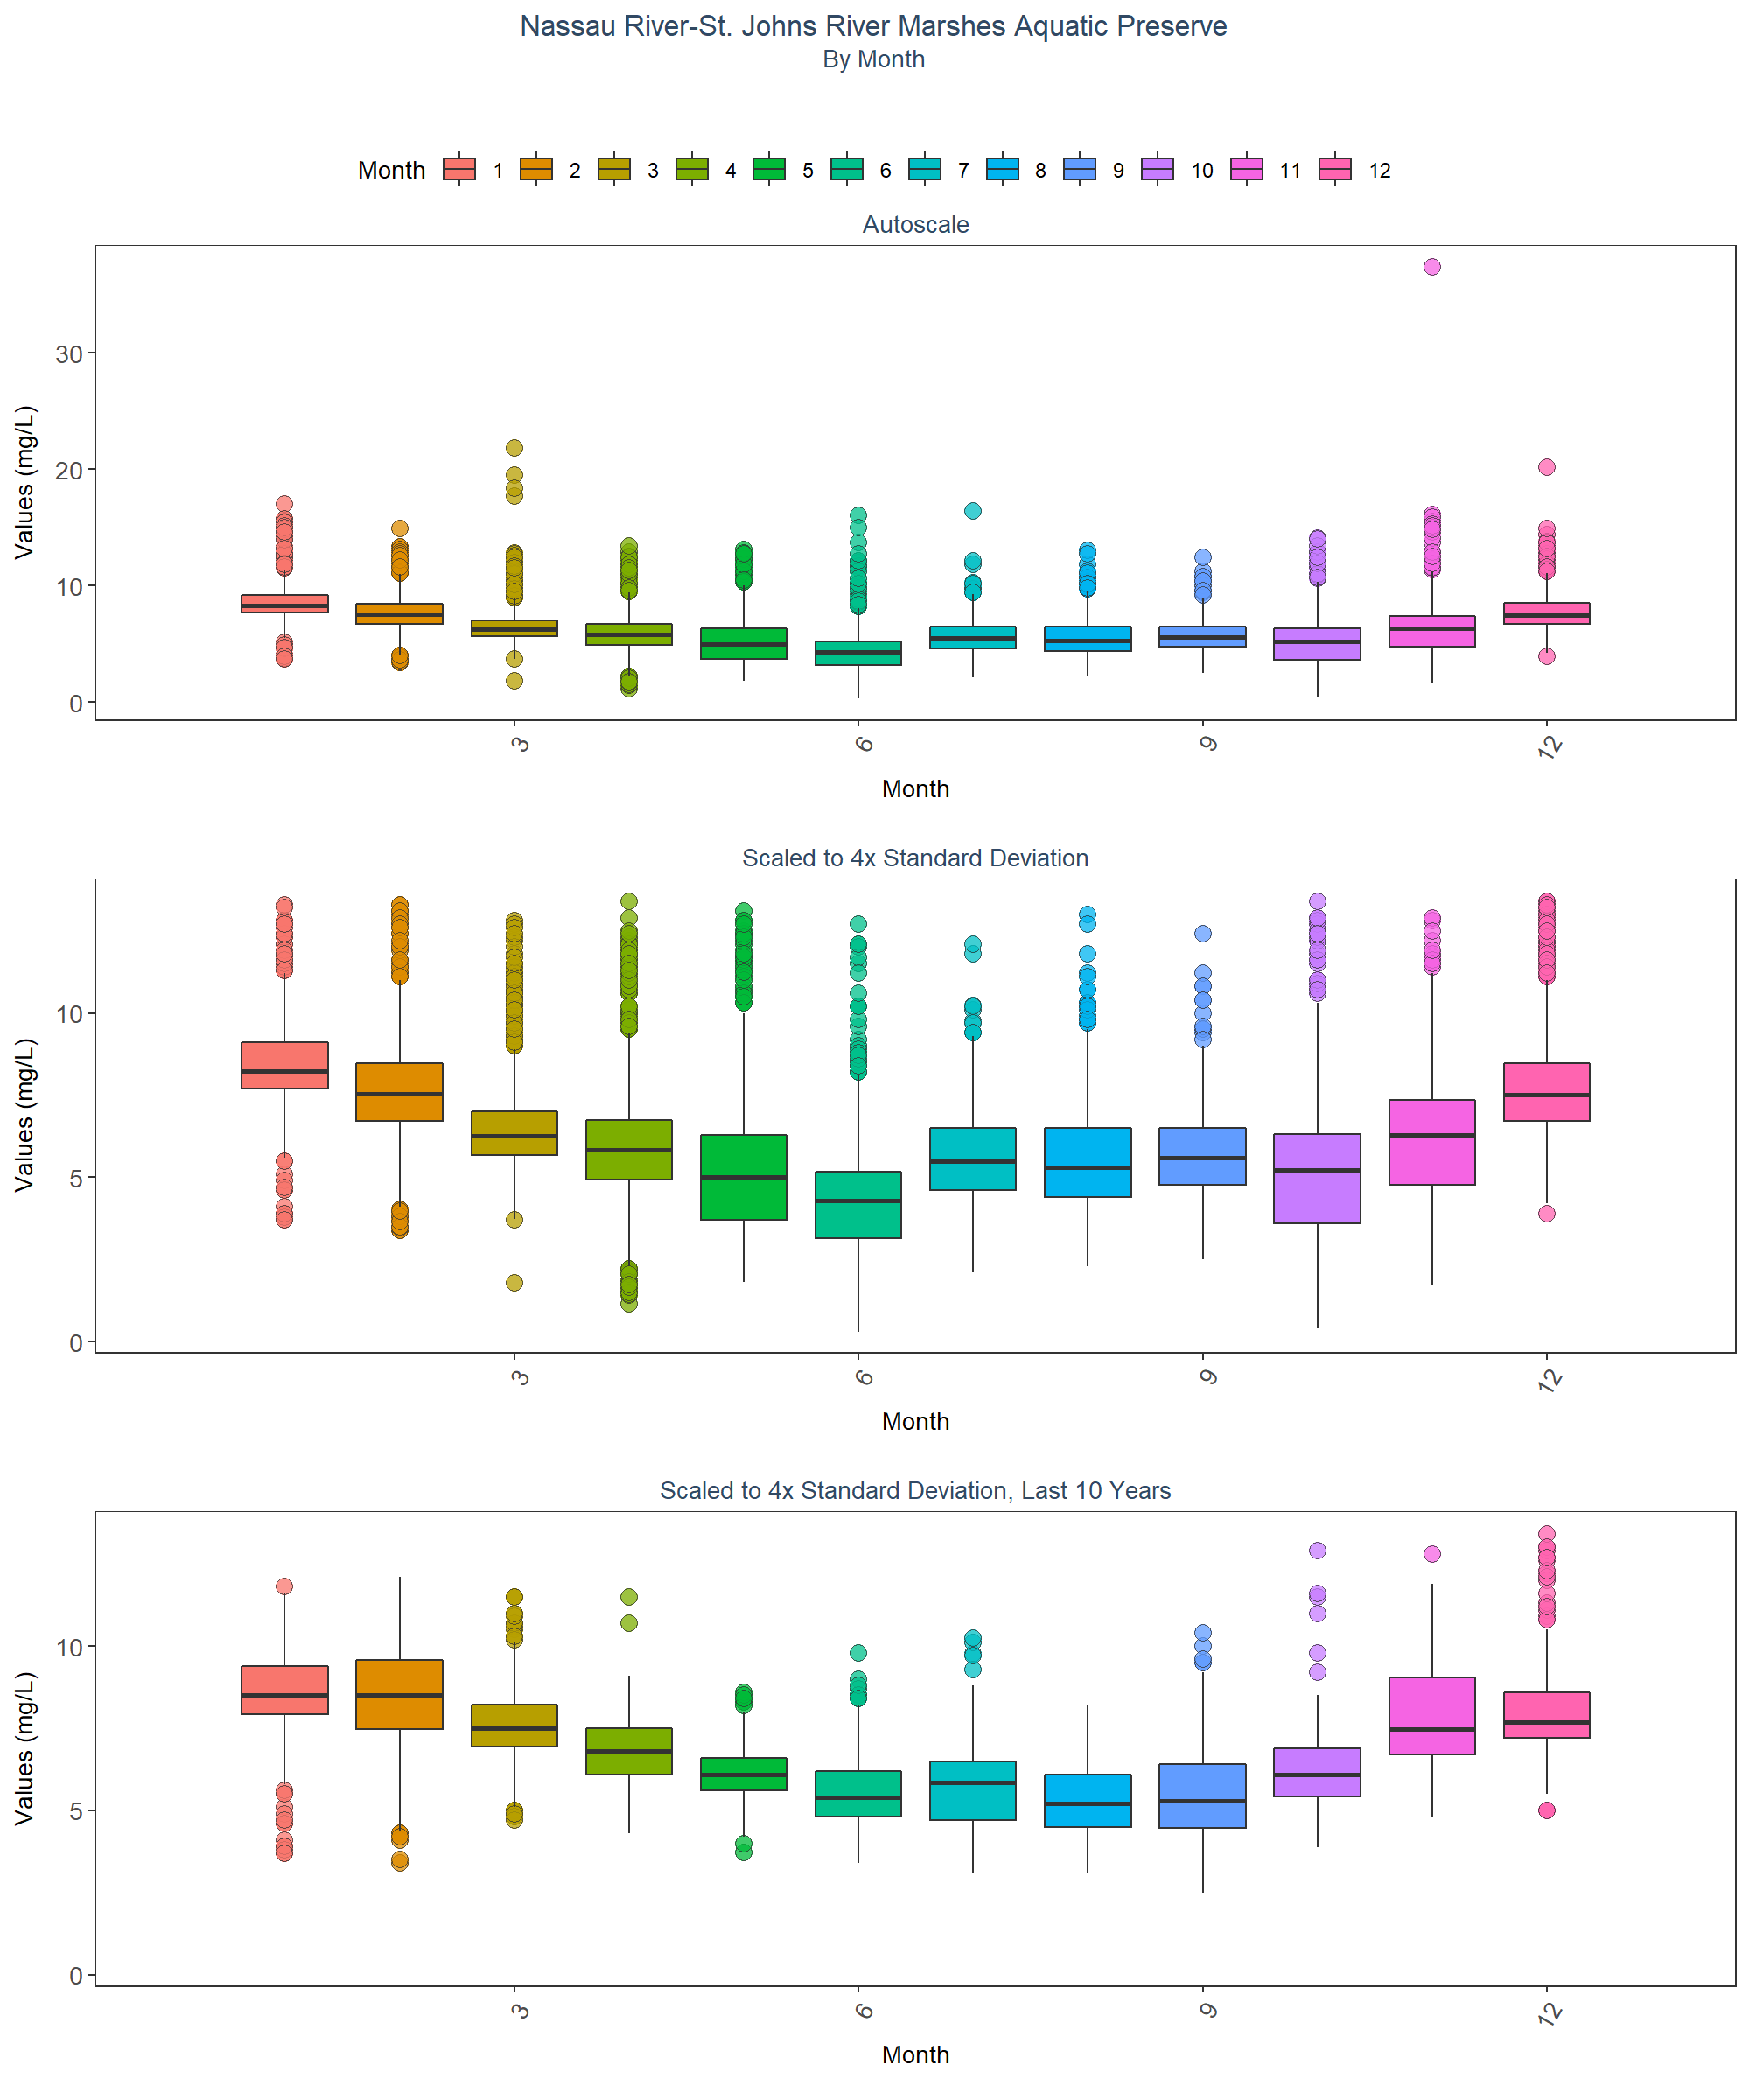 Nassau River-St. Johns River Marshes Aquatic Preserve
By Month
Month 1 2 3 4 5 6 7 8 9 10 11 12
Autoscale
Values (mg/L)
30
20
10
0
3 6 9 12
Month
Scaled to 4x Standard Deviation
Values (mg/L)
10
5
0
3 6 9 12
Month
Scaled to 4x Standard Deviation, Last 10 Years
Values (mg/L)
10
5
0
3 6 9 12
Month